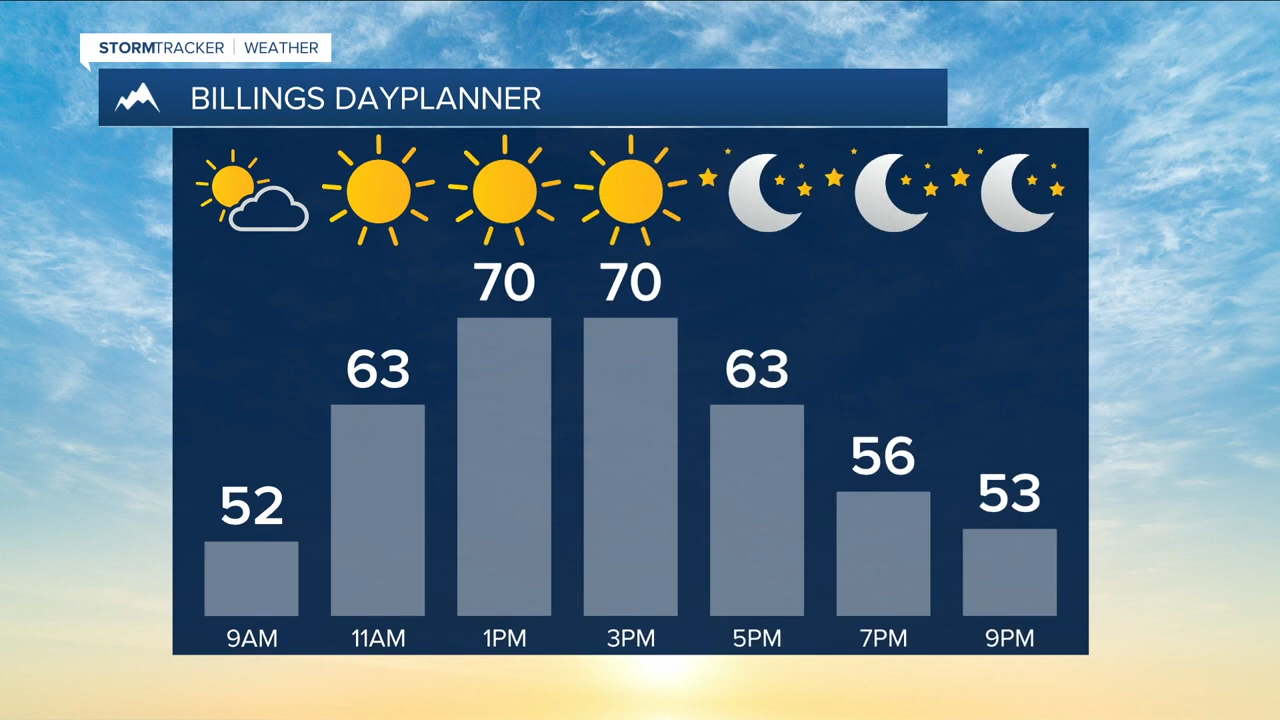 STORMTRACKER | WEATHER
BILLINGS DAYPLANNER
52 63 70 70 63 56 53
9AM 11AM 1PM 3PM 5PM 7PM 9PM